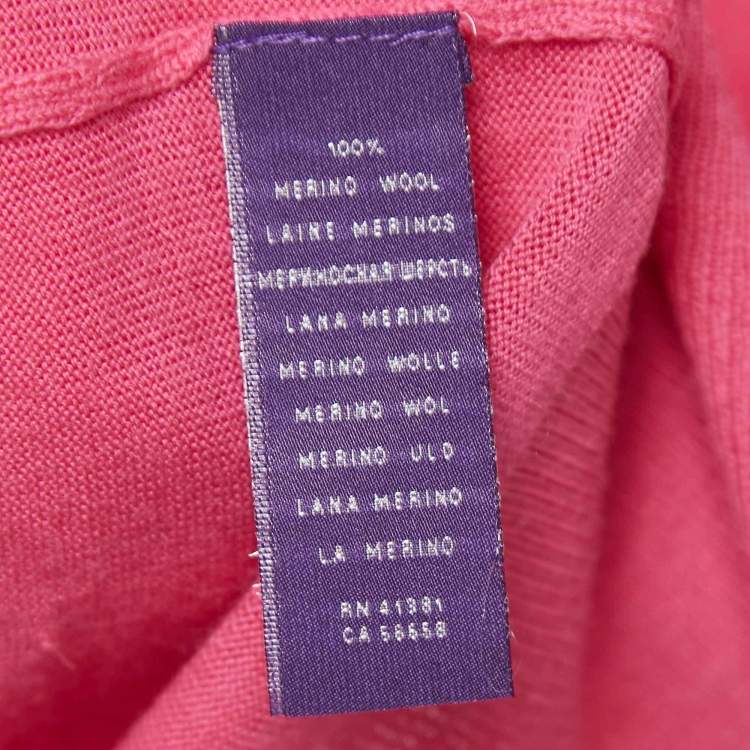 100%
MERINO WOOL
LAINE MERINOS
МЕРИНОСНАЯ ШЕРСТЬ
LANA MERINO
MERINO WOLLE
MERINO WOL
MERINO ULD
LANA MERINO
LA MERINO
RN 41381
CA 56658